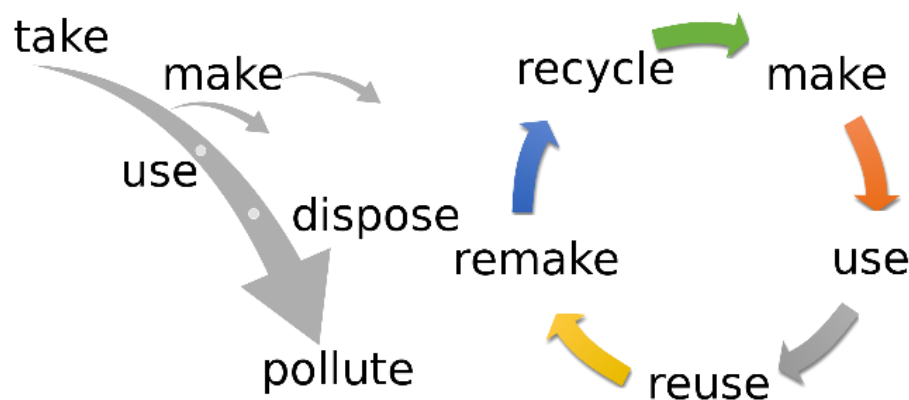 take
make
use
dispose
pollute
recycle
make
use
reuse
remake